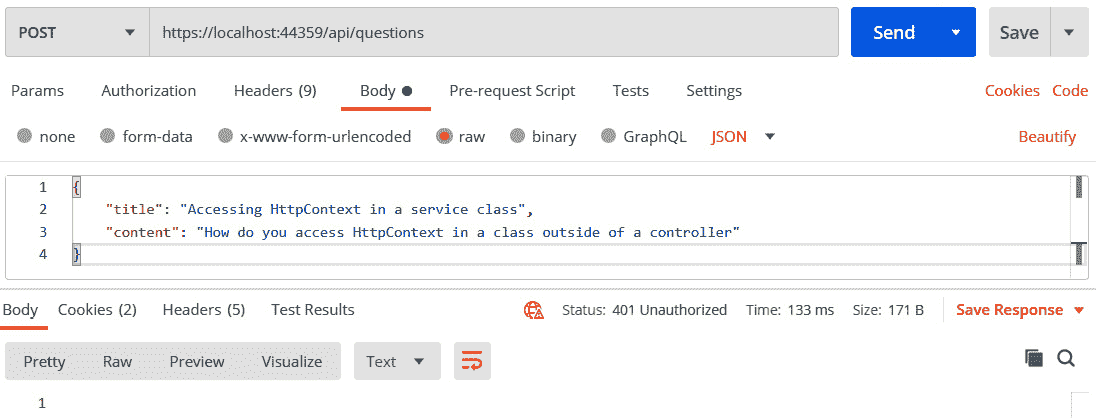 POST https://localhost:44359/api/questions Send Save
Params Authorization Headers (9) Body Pre-request Script Tests Settings Cookies Code
none form-data x-www-form-urlencoded raw binary GraphQL JSON Beautify
1 {
2 "title": "Accessing HttpContext in a service class",
3 "content": "How do you access HttpContext in a class outside of a controller"
4 }
Body Cookies (2) Headers (5) Test Results Status: 401 Unauthorized Time: 133 ms Size: 171 B Save Response
Pretty Raw Preview Visualize Text
1